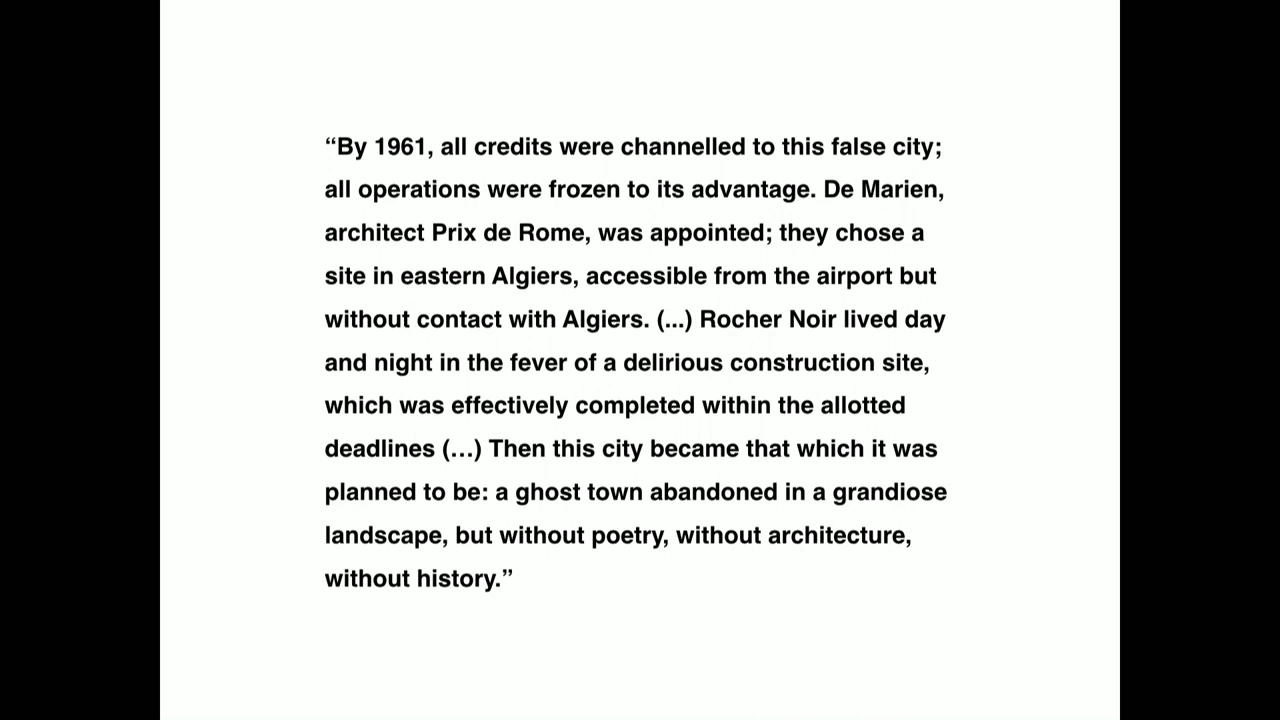 “By 1961, all credits were channelled to this false city;
all operations were frozen to its advantage. De Marien,
architect Prix de Rome, was appointed; they chose a
site in eastern Algiers, accessible from the airport but
without contact with Algiers. (...) Rocher Noir lived day
and night in the fever of a delirious construction site,
which was effectively completed within the allotted
deadlines (…) Then this city became that which it was
planned to be: a ghost town abandoned in a grandiose
landscape, but without poetry, without architecture,
without history.”